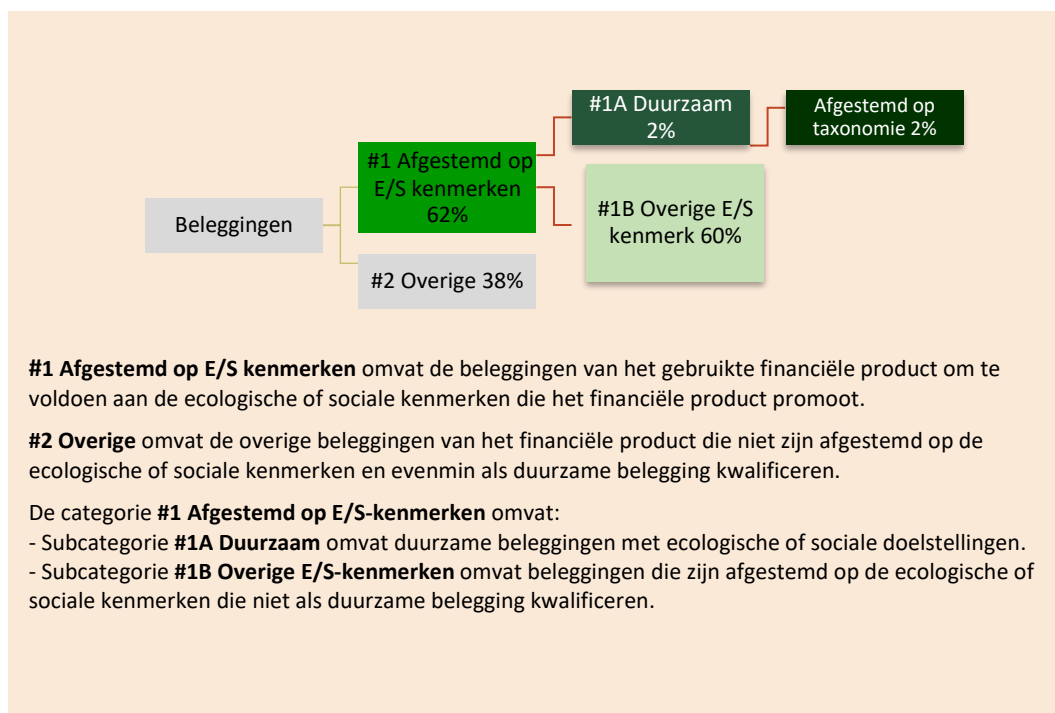 #1A Duurzaam
2%
Afgestemd op
taxonomie 2%
#1 Afgestemd op
E/S kenmerken
62%
#1B Overige E/S
kenmerk 60%
Beleggingen
#2 Overige 38%
#1 Afgestemd op E/S kenmerken omvat de beleggingen van het gebruikte financiële product om te
voldoen aan de ecologische of sociale kenmerken die het financiële product promoot.
#2 Overige omvat de overige beleggingen van het financiële product die niet zijn afgestemd op de
ecologische of sociale kenmerken en evenmin als duurzame belegging kwalificeren.
De categorie #1 Afgestemd op E/S-kenmerken omvat:
- Subcategorie #1A Duurzaam omvat duurzame beleggingen met ecologische of sociale doelstellingen.
- Subcategorie #1B Overige E/S-kenmerken omvat beleggingen die zijn afgestemd op de ecologische of
sociale kenmerken die niet als duurzame belegging kwalificeren.